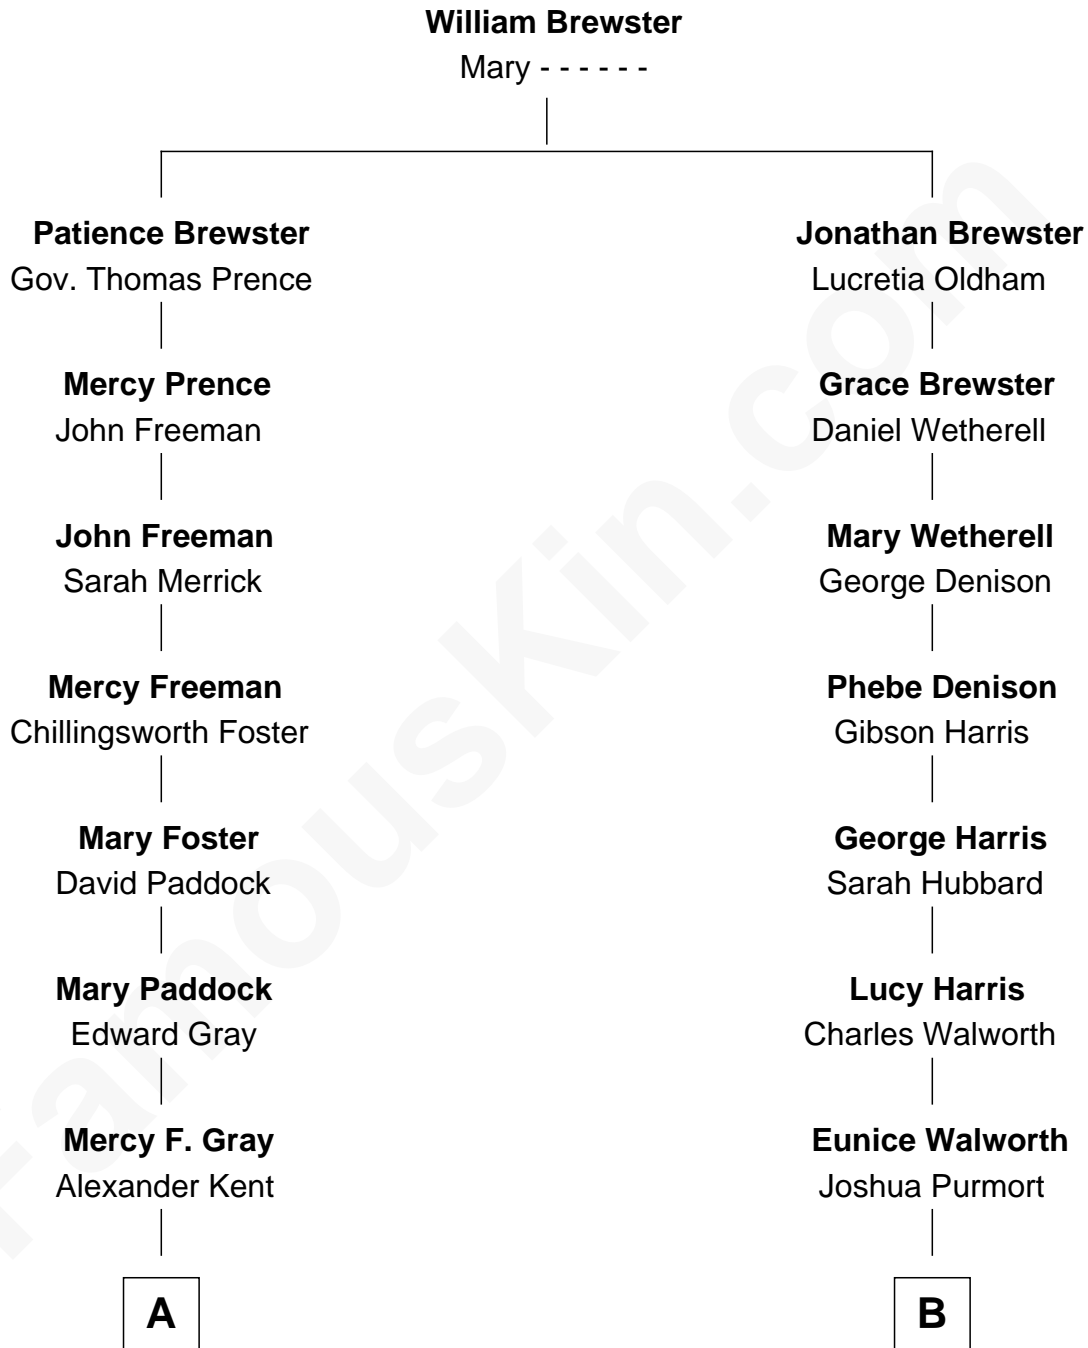 William Brewster
Mary - - - - - -
Patience Brewster
Gov. Thomas Prence
Jonathan Brewster
Lucretia Oldham
Mercy Prence
John Freeman
Grace Brewster
Daniel Wetherell
John Freeman
Sarah Merrick
Mary Wetherell
George Denison
Mercy Freeman
Chillingsworth Foster
Phebe Denison
Gibson Harris
Mary Foster
David Paddock
George Harris
Sarah Hubbard
Mary Paddock
Edward Gray
Lucy Harris
Charles Walworth
Mercy F. Gray
Alexander Kent
Eunice Walworth
Joshua Purmort
A
B
FamousKin.com